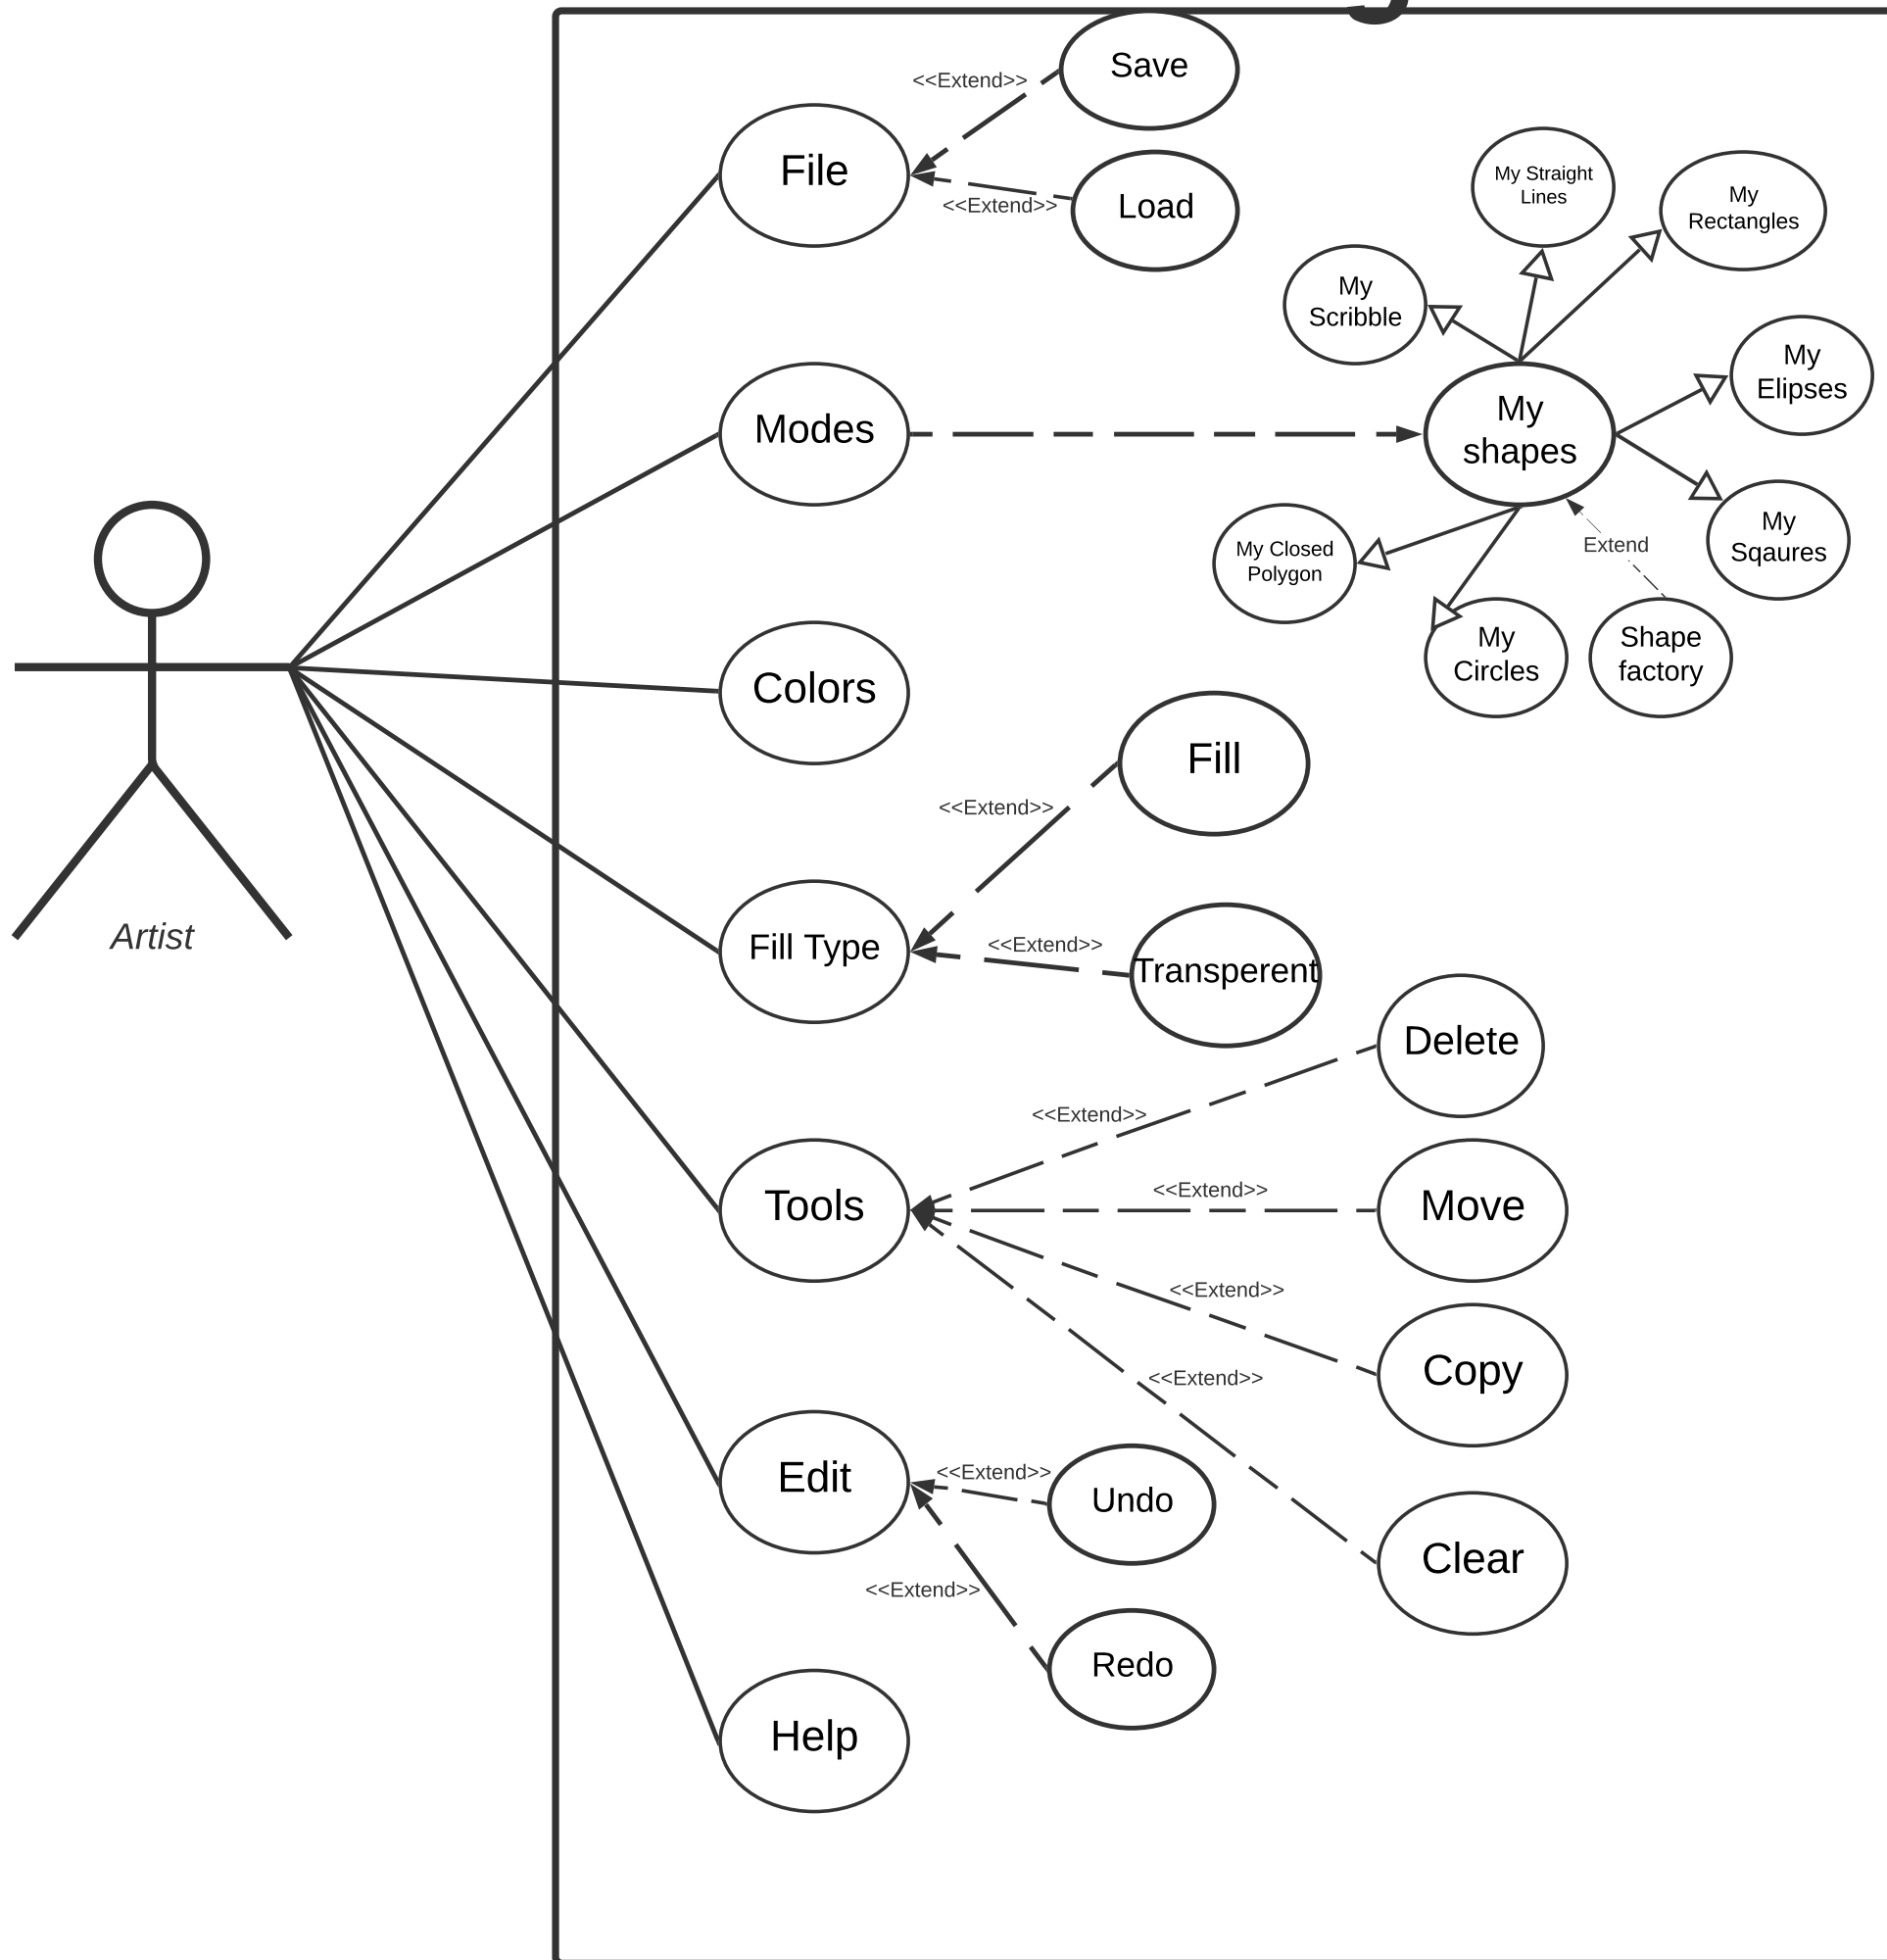 Save
<<Extend>>
File
Load
<<Extend>>
My Straight
Lines
My
Rectangles
My
Scribble
My
Elipses
Modes
My
shapes
My
Sqaures
My Closed
Polygon
Extend
My
Circles
Shape
factory
Colors
Fill
<<Extend>>
Artist
Fill Type
<<Extend>>
Transperent
Delete
<<Extend>>
Tools
<<Extend>>
Move
<<Extend>>
Copy
<<Extend>>
Edit
<<Extend>>
Undo
Clear
<<Extend>>
Redo
Help